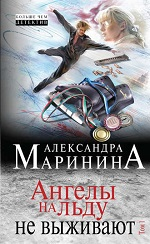 БОЛЬШЕ ЧЕМ
ДЕТЕКТИВ
АЛЕКСАНДРА
МАРИНИНА
Ангелы
НА льду
не выживают
Том 1